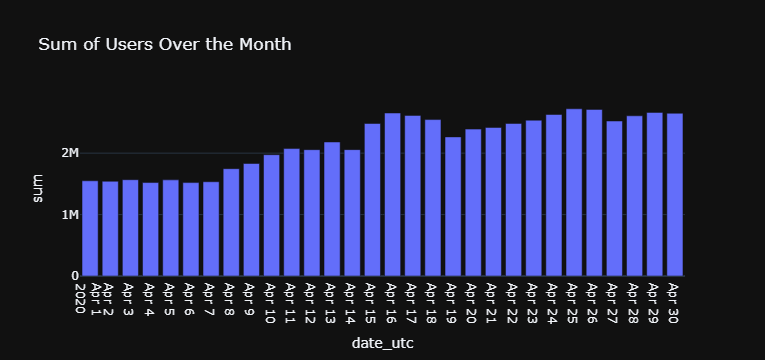 Sum of Users Over the Month
sum
2M
1M
0
Apr 1
2020
Apr 2
Apr 3
Apr 4
Apr 5
Apr 6
Apr 7
Apr 8
Apr 9
Apr 10
Apr 11
Apr 12
Apr 13
Apr 14
Apr 15
Apr 16
Apr 17
Apr 18
Apr 19
Apr 20
Apr 21
Apr 22
Apr 23
Apr 24
Apr 25
Apr 26
Apr 27
Apr 28
Apr 29
Apr 30
date_utc